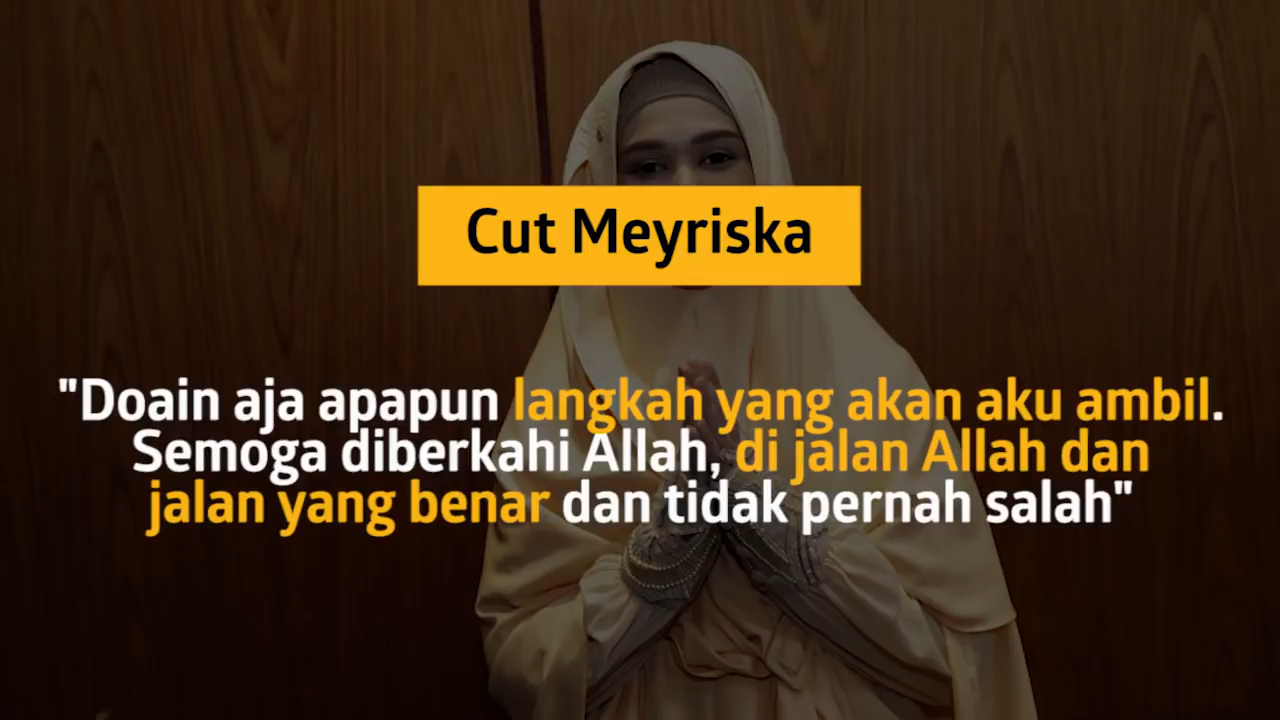 Cut Meyriska
"Doain aja apapun langkah yang akan aku ambil.
Semoga diberkahi Allah, di jalan Allah dan
jalan yang benar dan tidak pernah salah"